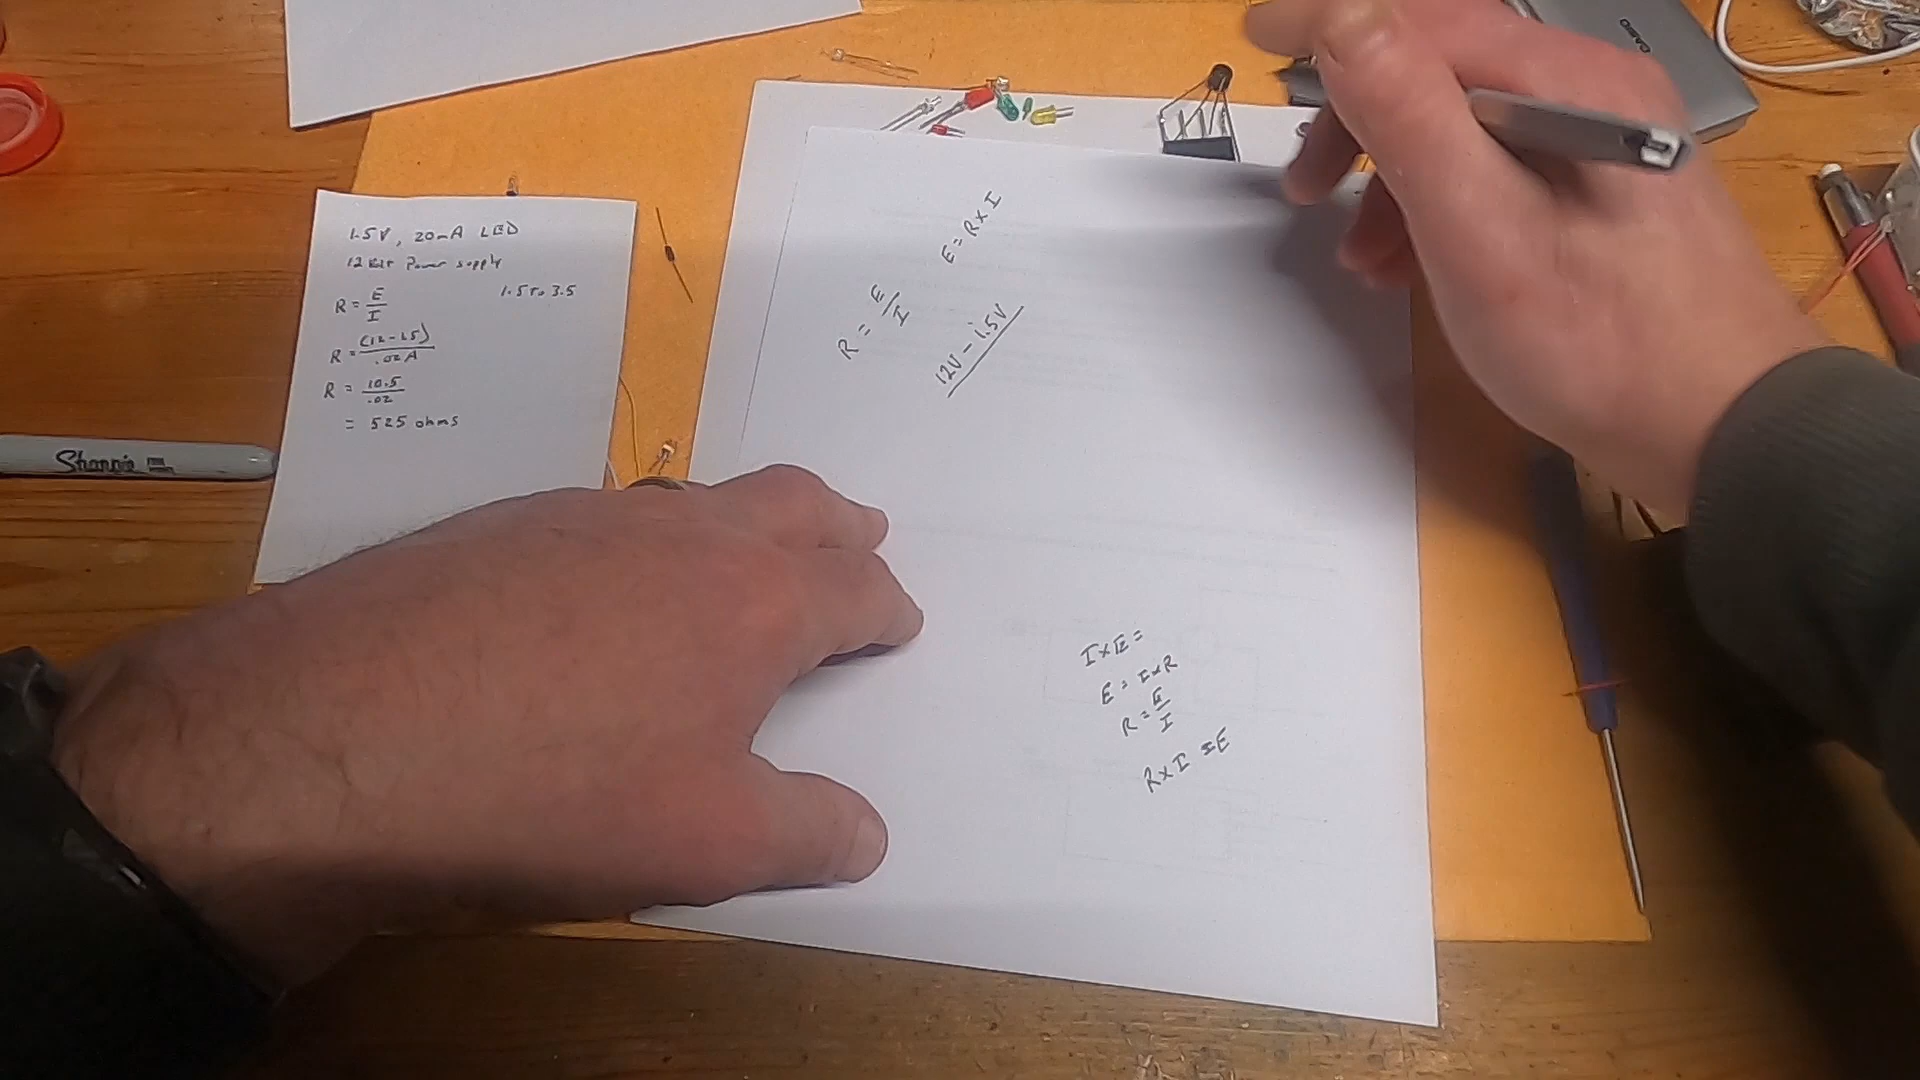 1.5V, 20mA LED
12 Volt Power supply
1.5 To 3.5
R = E/I
R = (12-1.5)/.02A
R = 10.5/.02
= 525 ohms
Sharpie
E = R x I
R = E/I
12V - 1.5V
I x E =
E = I x R
R = E/I
R x I = E
CASIO